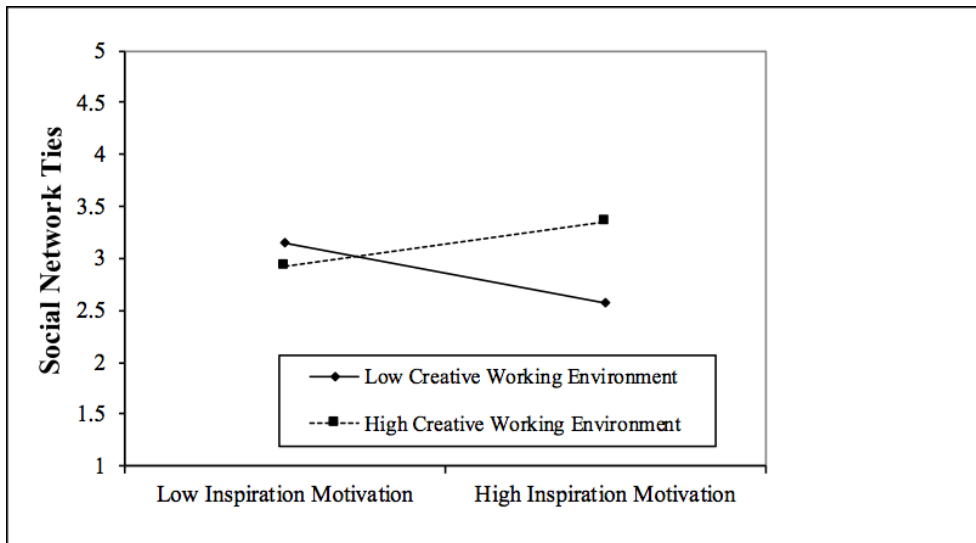 5
4.5
4
3.5
3
2.5
2
1.5
1
Social Network Ties
Low Creative Working Environment
High Creative Working Environment
Low Inspiration Motivation
High Inspiration Motivation